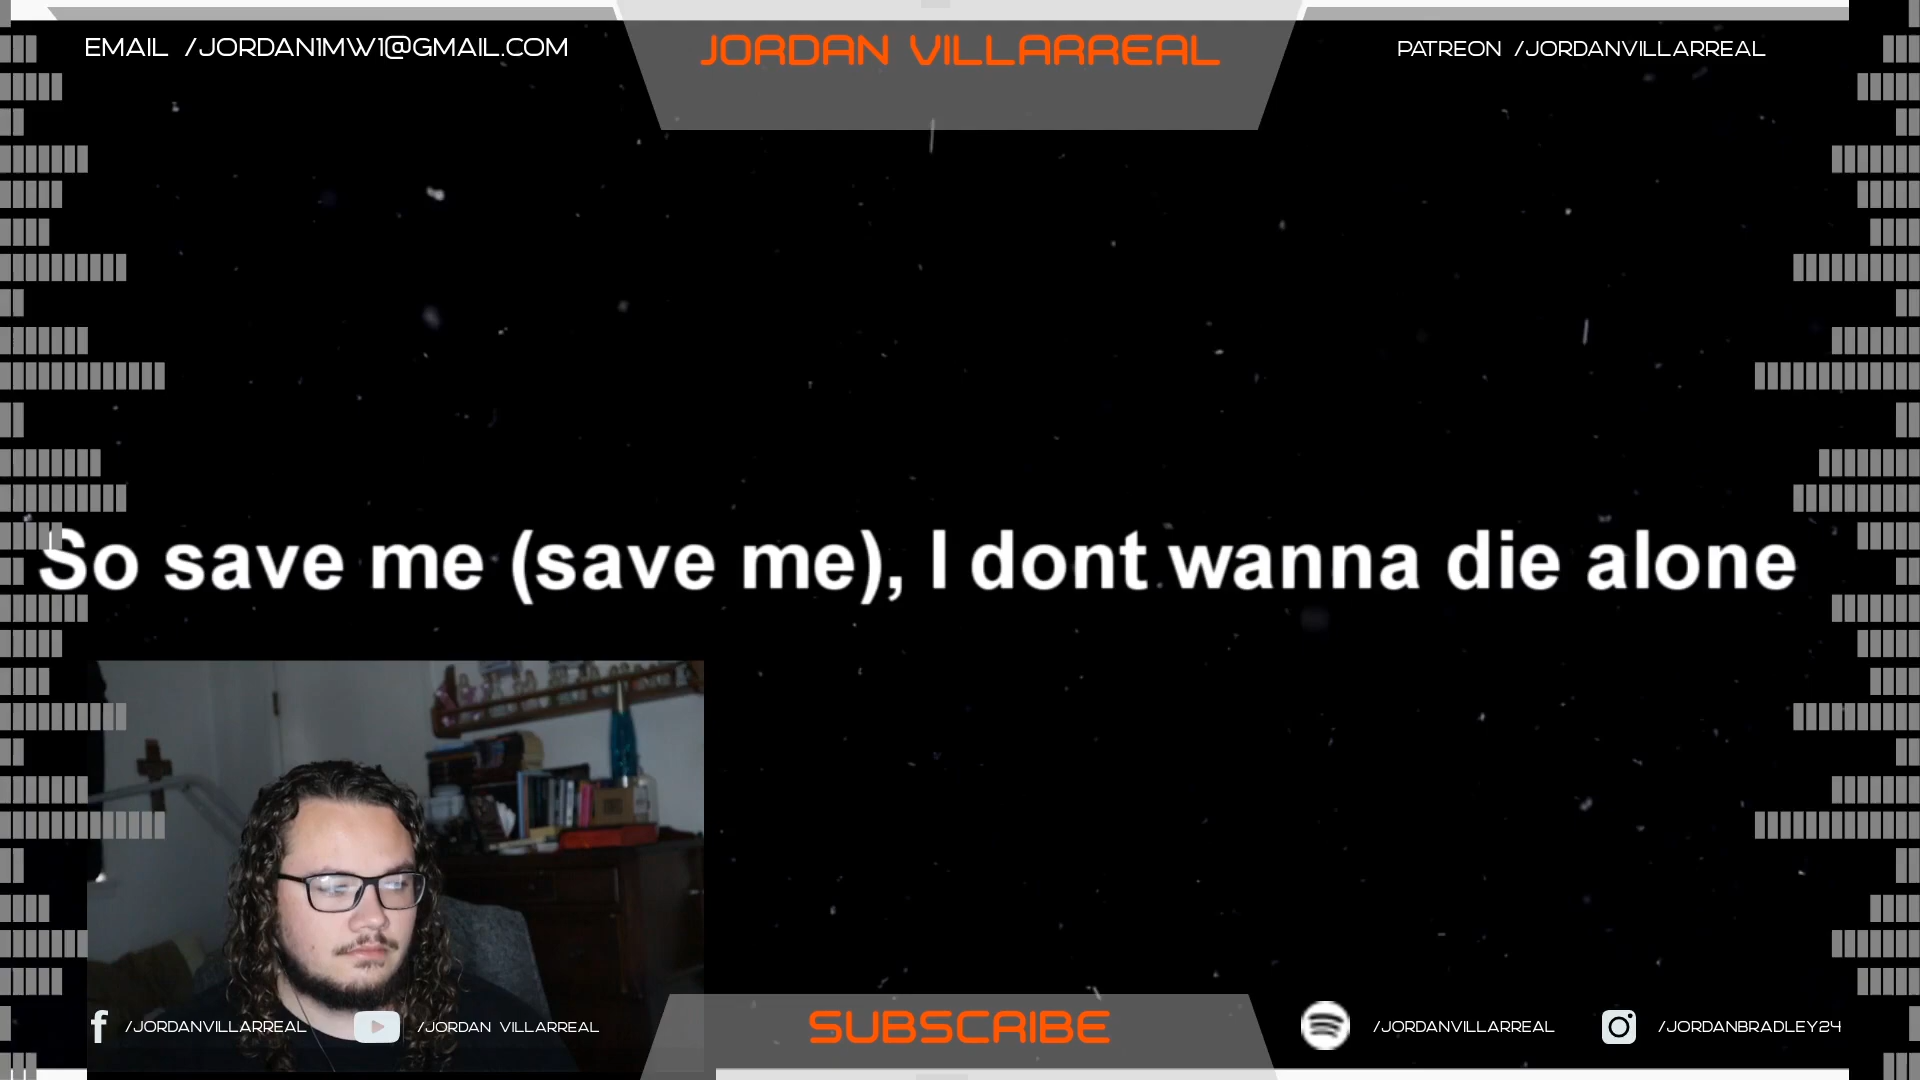 EMAIL /JORDAN1MW1@GMAIL.COM
JORDAN VILLARREAL
PATREON /JORDANVILLARREAL
So save me (save me), I dont wanna die alone
/JORDANVILLARREAL
/JORDAN VILLARREAL
SUBSCRIBE
/JORDANVILLARREAL
/JORDANBRADLEY24